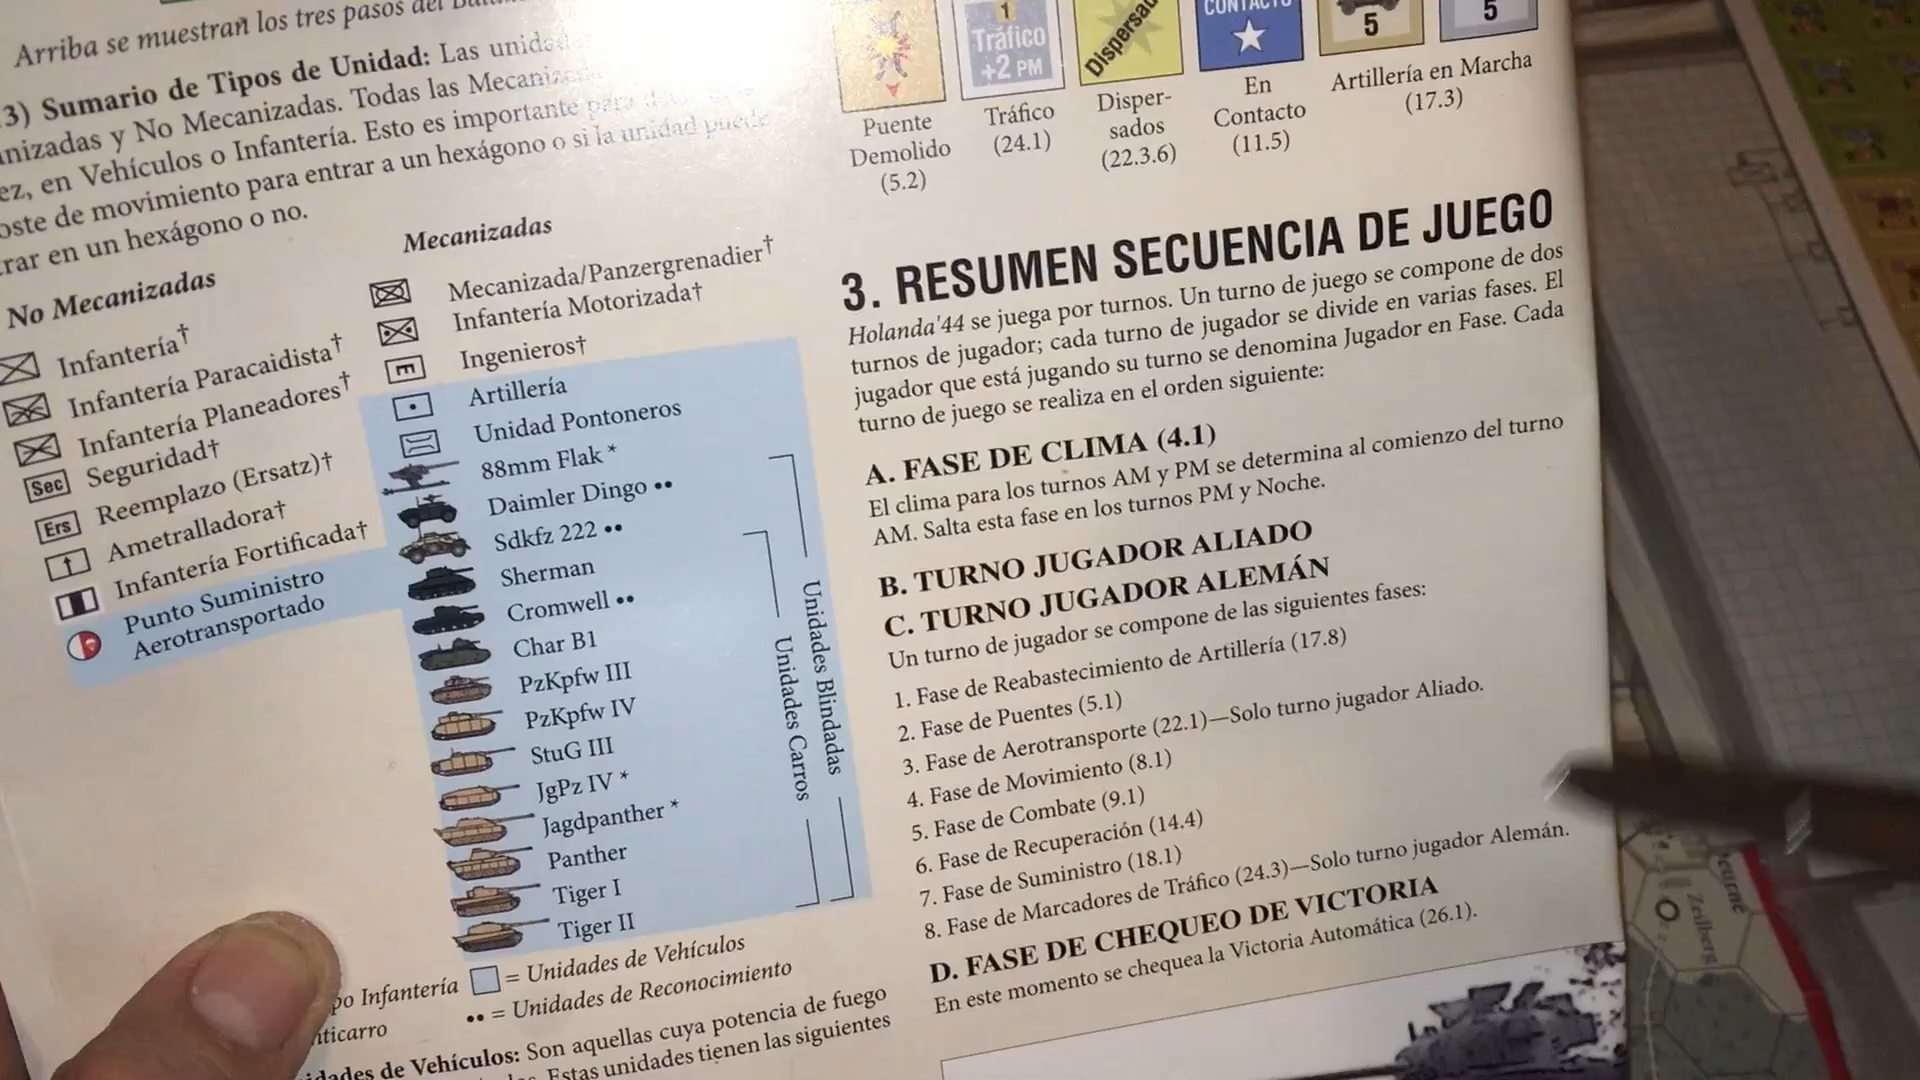 Arriba se muestran los tres pasos del
3) Sumario de Tipos de Unidad: Las
nizadas y No Mecanizadas. Todas las
ez, en Vehículos o Infantería. Esto es importante para
oste de movimiento para entrar a un hexágono o si la unidad puede
rar en un hexágono o no.
No Mecanizadas
Infantería†
Infantería Paracaidista†
Infantería Planeadores†
Sec Seguridad†
Ers Reemplazo (Ersatz)†
Ametralladora†
Infantería Fortificada†
Punto Suministro
Aerotransportado
Mecanizadas
Mecanizada/Panzergrenadier†
Infantería Motorizada†
E Ingenieros†
Artillería
Unidad Pontoneros
88mm Flak *
Daimler Dingo ••
Sdkfz 222 ••
Sherman
Cromwell ••
Char B1
PzKpfw III
PzKpfw IV
StuG III
JgPz IV *
Jagdpanther *
Panther
Tiger I
Tiger II
Unidades Carros
Unidades Blindadas
po Infantería
nticarro
= Unidades de Vehículos
•• = Unidades de Reconocimiento
idades de Vehículos: Son aquellas cuya potencia de fuego
Estas unidades tienen las siguientes
1
Tráfico
+2 PM
CONTACTO
5
5
Puente
Demolido
(5.2)
Tráfico
(24.1)
Disper-
sados
(22.3.6)
En
Contacto
(11.5)
Artillería en Marcha
(17.3)
3. RESUMEN SECUENCIA DE JUEGO
Holanda'44 se juega por turnos. Un turno de juego se compone de dos
turnos de jugador; cada turno de jugador se divide en varias fases. El
jugador que está jugando su turno se denomina Jugador en Fase. Cada
turno de juego se realiza en el orden siguiente:
A. FASE DE CLIMA (4.1)
El clima para los turnos AM y PM se determina al comienzo del turno
AM. Salta esta fase en los turnos PM y Noche.
B. TURNO JUGADOR ALIADO
C. TURNO JUGADOR ALEMÁN
Un turno de jugador se compone de las siguientes fases:
1. Fase de Reabastecimiento de Artillería (17.8)
2. Fase de Puentes (5.1)
3. Fase de Aerotransporte (22.1)—Solo turno jugador Aliado.
4. Fase de Movimiento (8.1)
5. Fase de Combate (9.1)
6. Fase de Recuperación (14.4)
7. Fase de Suministro (18.1)
8. Fase de Marcadores de Tráfico (24.3)—Solo turno jugador Alemán.
D. FASE DE CHEQUEO DE VICTORIA
En este momento se chequea la Victoria Automática (26.1).
Zeilberg